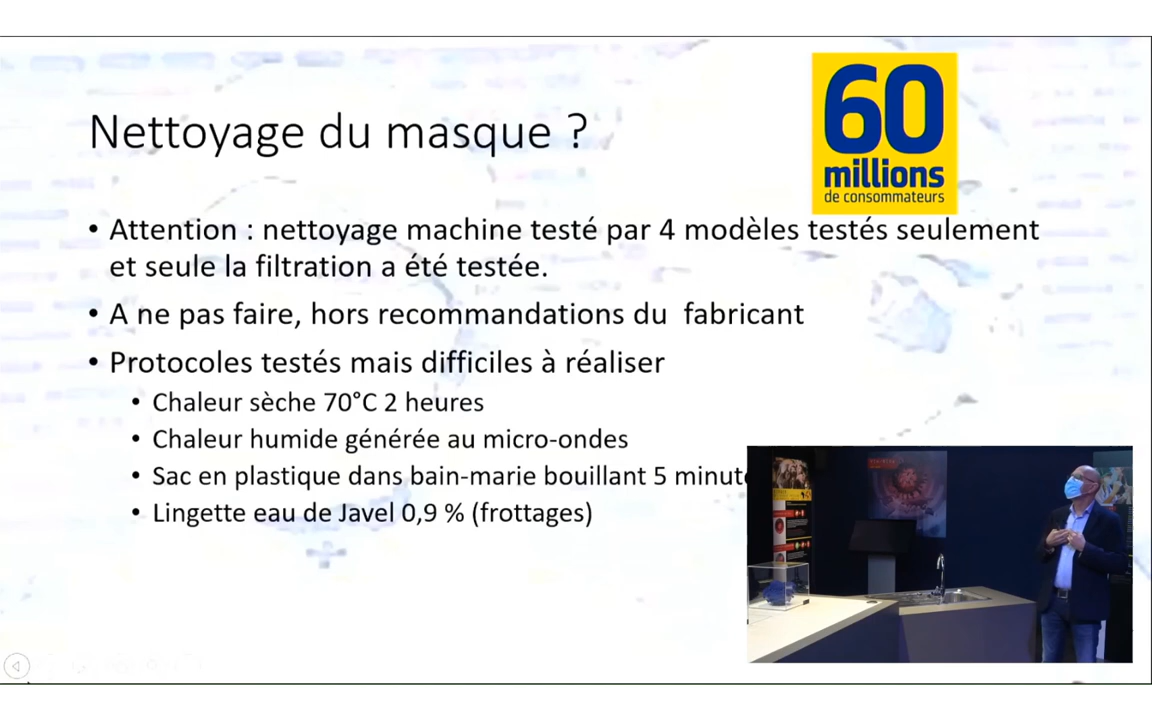 60
millions
de consommateurs
Nettoyage du masque ?
• Attention : nettoyage machine testé par 4 modèles testés seulement
et seule la filtration a été testée.
• A ne pas faire, hors recommandations du  fabricant
• Protocoles testés mais difficiles à réaliser
• Chaleur sèche 70°C 2 heures
• Chaleur humide générée au micro-ondes
• Sac en plastique dans bain-marie bouillant 5 minut
• Lingette eau de Javel 0,9 % (frottages)